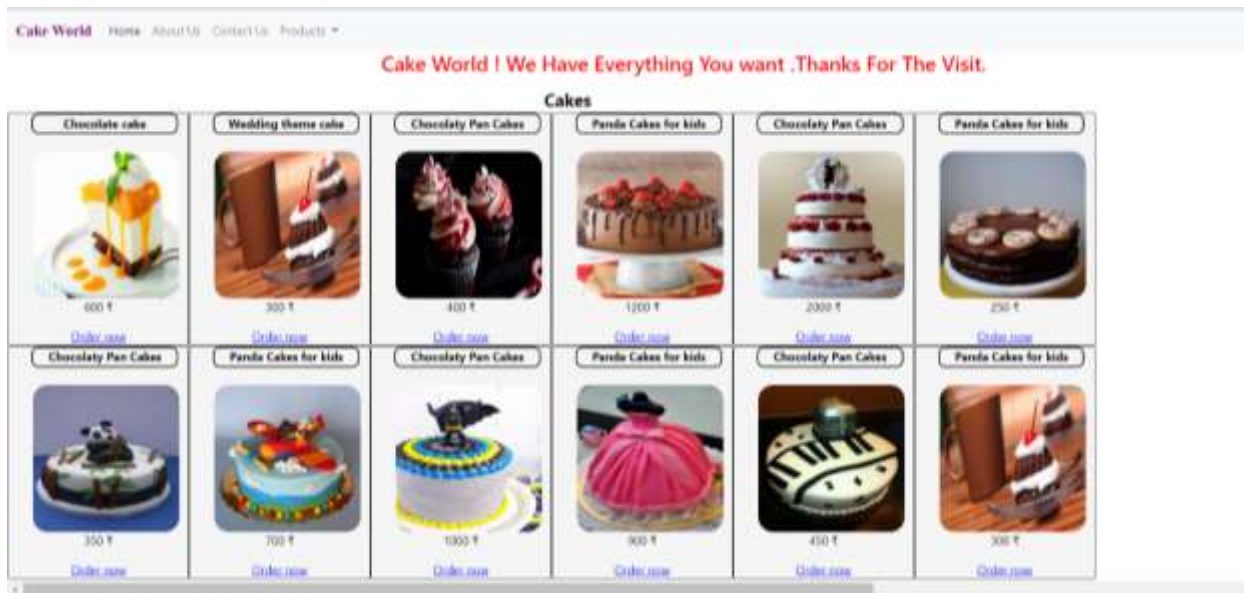 Cake World Home About Us Contact Us Products
Cake World ! We Have Everything You want .Thanks For The Visit.
Cakes
Chocolate cake Wedding theme cake Chocolaty Pan Cakes Panda Cakes for kids Chocolaty Pan Cakes Panda Cakes for kids
600 ₹ 300 ₹ 400 ₹ 1200 ₹ 2000 ₹ 250 ₹
Order now Order now Order now Order now Order now Order now
Chocolaty Pan Cakes Panda Cakes for kids Chocolaty Pan Cakes Panda Cakes for kids Chocolaty Pan Cakes Panda Cakes for kids
350 ₹ 700 ₹ 1000 ₹ 900 ₹ 450 ₹ 300 ₹
Order now Order now Order now Order now Order now Order now